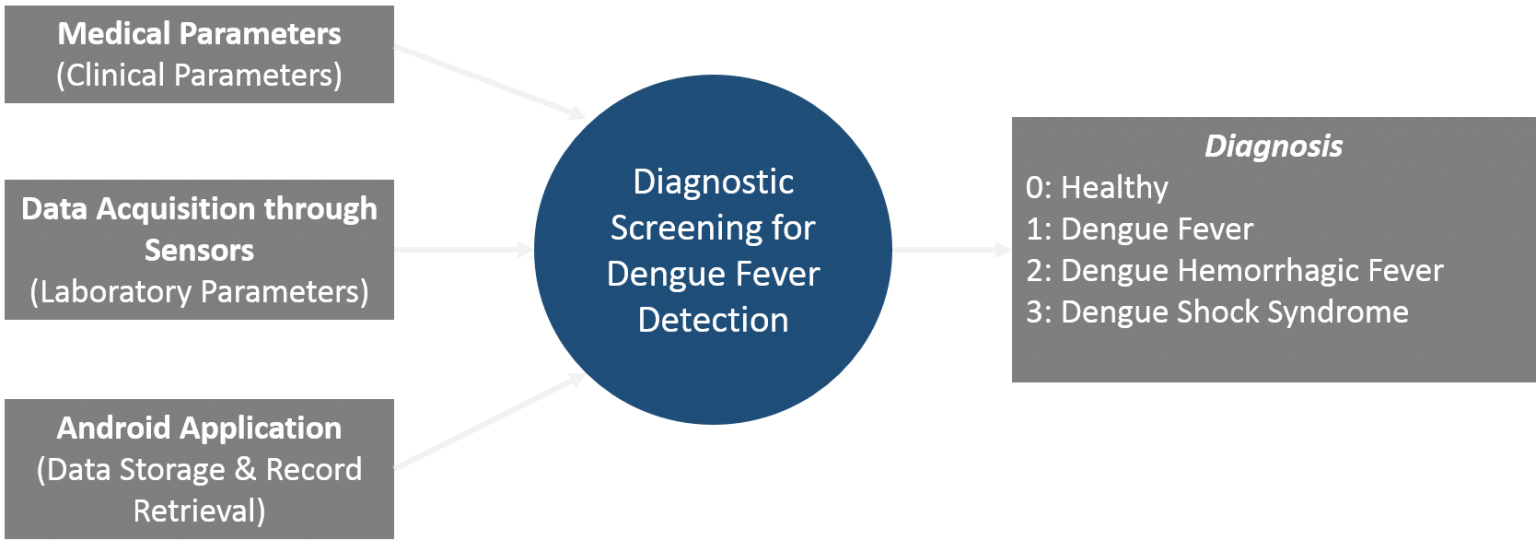 Medical Parameters
(Clinical Parameters)
Data Acquisition through
Sensors
(Laboratory Parameters)
Android Application
(Data Storage & Record
Retrieval)
Diagnostic
Screening for
Dengue Fever
Detection
Diagnosis
0: Healthy
1: Dengue Fever
2: Dengue Hemorrhagic Fever
3: Dengue Shock Syndrome